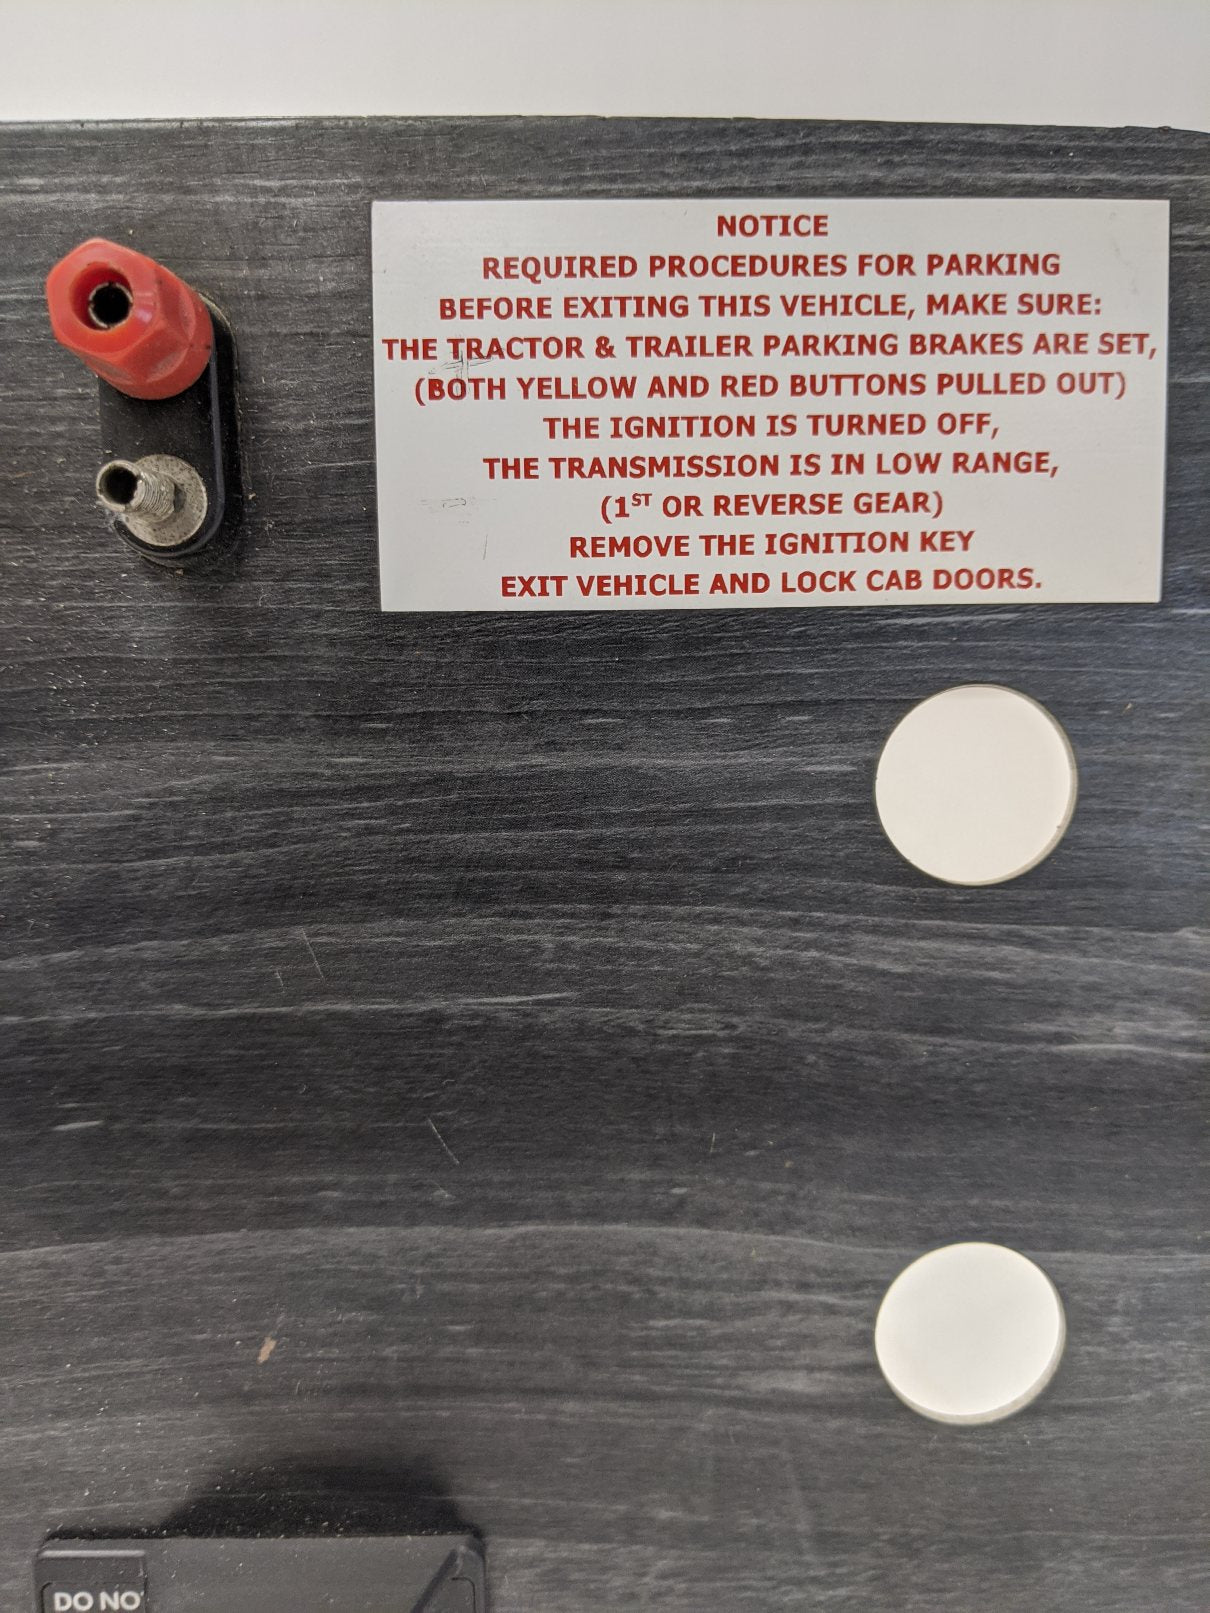 NOTICE
REQUIRED PROCEDURES FOR PARKING
BEFORE EXITING THIS VEHICLE, MAKE SURE:
THE TRACTOR & TRAILER PARKING BRAKES ARE SET,
(BOTH YELLOW AND RED BUTTONS PULLED OUT)
THE IGNITION IS TURNED OFF,
THE TRANSMISSION IS IN LOW RANGE,
(1ST OR REVERSE GEAR)
REMOVE THE IGNITION KEY
EXIT VEHICLE AND LOCK CAB DOORS.
DO NO